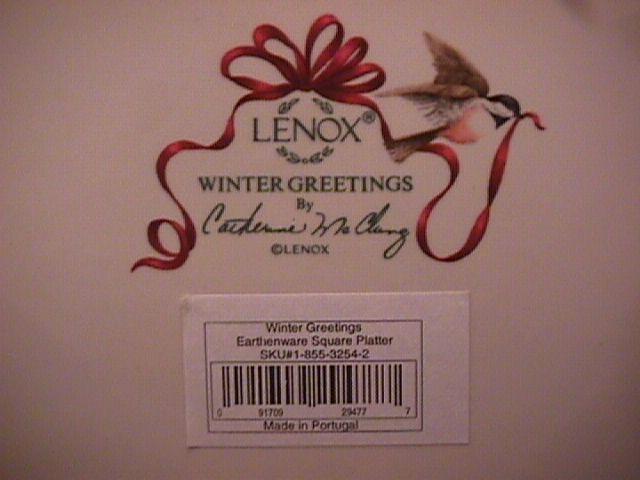 LENOX®
WINTER GREETINGS
By
Catherine McClung
©LENOX
Winter Greetings
Earthenware Square Platter
SKU#1-855-3254-2
0 91709 29477 7
Made in Portugal